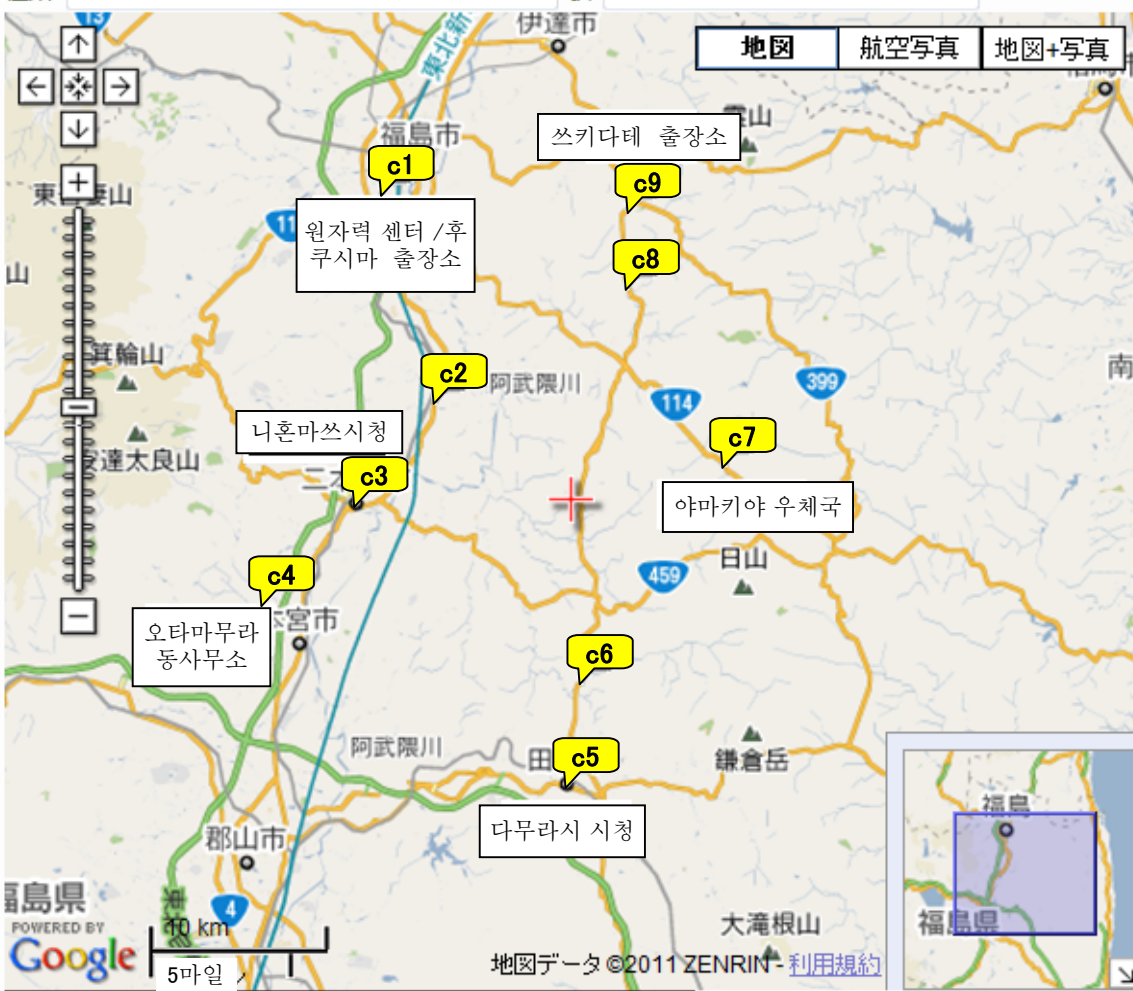 13
東北新
伊達市
地図
航空写真
地図+写真
福島市
쓰키다테 출장소
霊山
c1
c9
원자력 센터 /후
쿠시마 출장소
山
c8
箕輪山
c2
阿武隈川
南
399
114
니혼마쓰시청
c7
安達太良山
c3
야마키야 우체국
日山
459
c4
오타마무라
동사무소
本宮市
c6
阿武隈川
田
c5
鎌倉岳
다무라시 시청
郡山市
福島
福島県
4
福島県
POWERED BY
Google
10 km
5마일
大滝根山
地図データ ©2011 ZENRIN - 利用規約